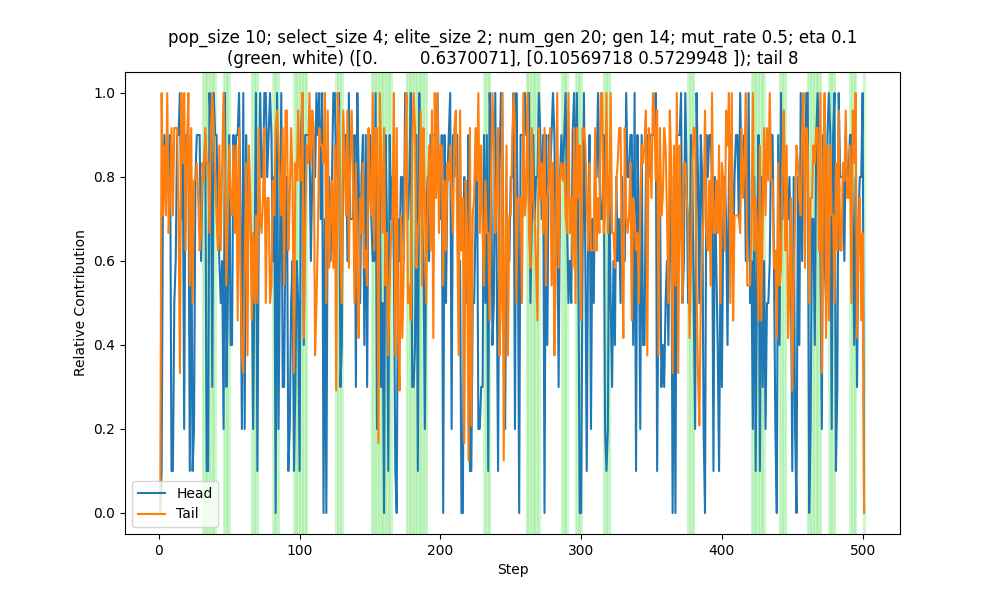 pop_size 10; select_size 4; elite_size 2; num_gen 20; gen 14; mut_rate 0.5; eta 0.1
(green, white) ([0.         0.6370071], [0.10569718 0.5729948 ]); tail 8
1.0
0.8
0.6
0.4
0.2
0.0
Relative Contribution
Head
Tail
0
100
200
300
400
500
Step